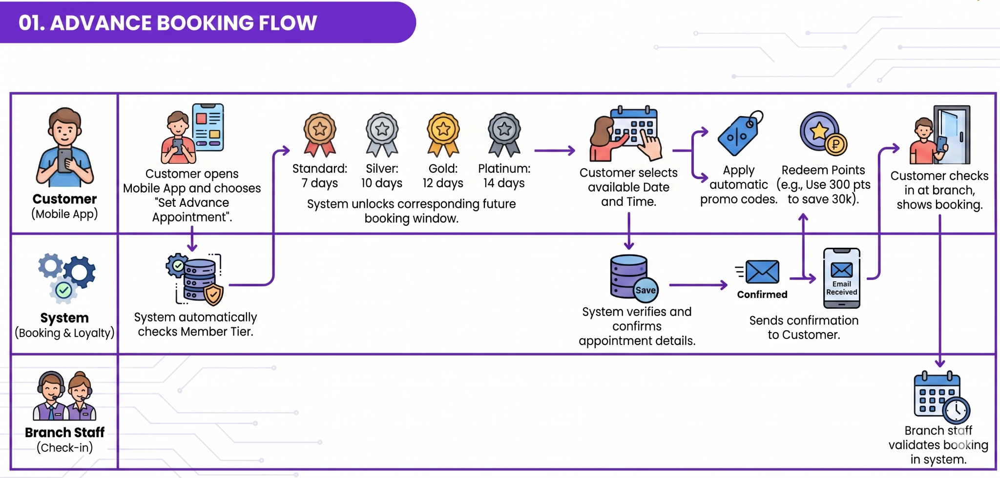 01. ADVANCE BOOKING FLOW
Customer
(Mobile App)
Customer opens
Mobile App and chooses
"Set Advance
Appointment".
Standard:
7 days
Silver:
10 days
Gold:
12 days
Platinum:
14 days
System unlocks corresponding future
booking window.
Customer selects
available Date
and Time.
Apply
automatic
promo codes.
Redeem Points
(e.g., Use 300 pts
to save 30k).
Customer checks
in at branch,
shows booking.
System
(Booking & Loyalty)
System automatically
checks Member Tier.
Save
System verifies and
confirms
appointment details.
Confirmed
Email
Received
Sends confirmation
to Customer.
Branch Staff
(Check-in)
Branch staff
validates booking
in system.